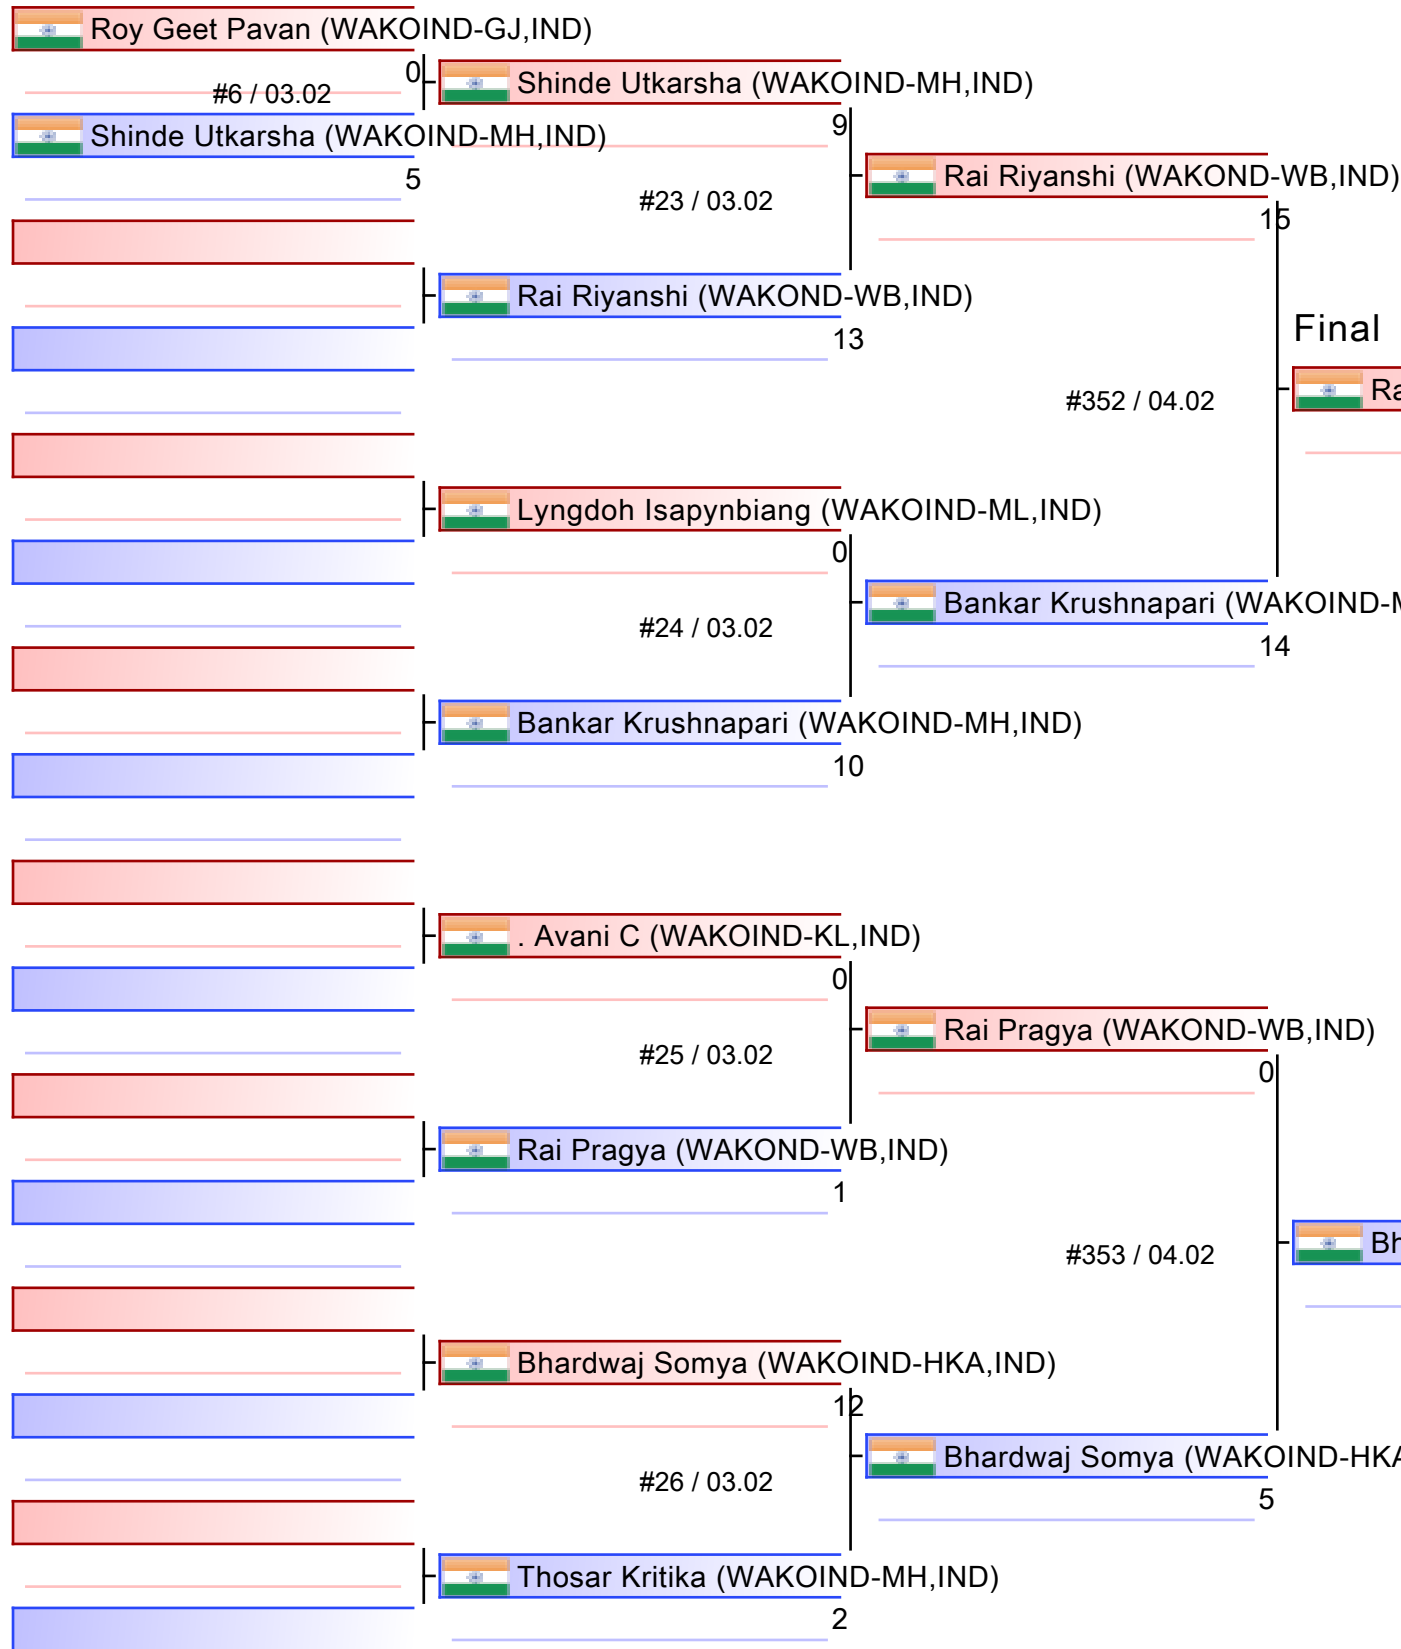 Roy Geet Pavan (WAKOIND-GJ,IND)
0
#6 / 03.02
Shinde Utkarsha (WAKOIND-MH,IND)
5
Shinde Utkarsha (WAKOIND-MH,IND)
9
#23 / 03.02
Rai Riyanshi (WAKOND-WB,IND)
13
Rai Riyanshi (WAKOND-WB,IND)
15
#352 / 04.02
Final
Ra
Lyngdoh Isapynbiang (WAKOIND-ML,IND)
0
#24 / 03.02
Bankar Krushnapari (WAKOIND-MH,IND)
10
Bankar Krushnapari (WAKOIND-M
14
. Avani C (WAKOIND-KL,IND)
0
#25 / 03.02
Rai Pragya (WAKOND-WB,IND)
1
Rai Pragya (WAKOND-WB,IND)
0
#353 / 04.02
Bh
Bhardwaj Somya (WAKOIND-HKA,IND)
12
#26 / 03.02
Thosar Kritika (WAKOIND-MH,IND)
2
Bhardwaj Somya (WAKOIND-HKA
5